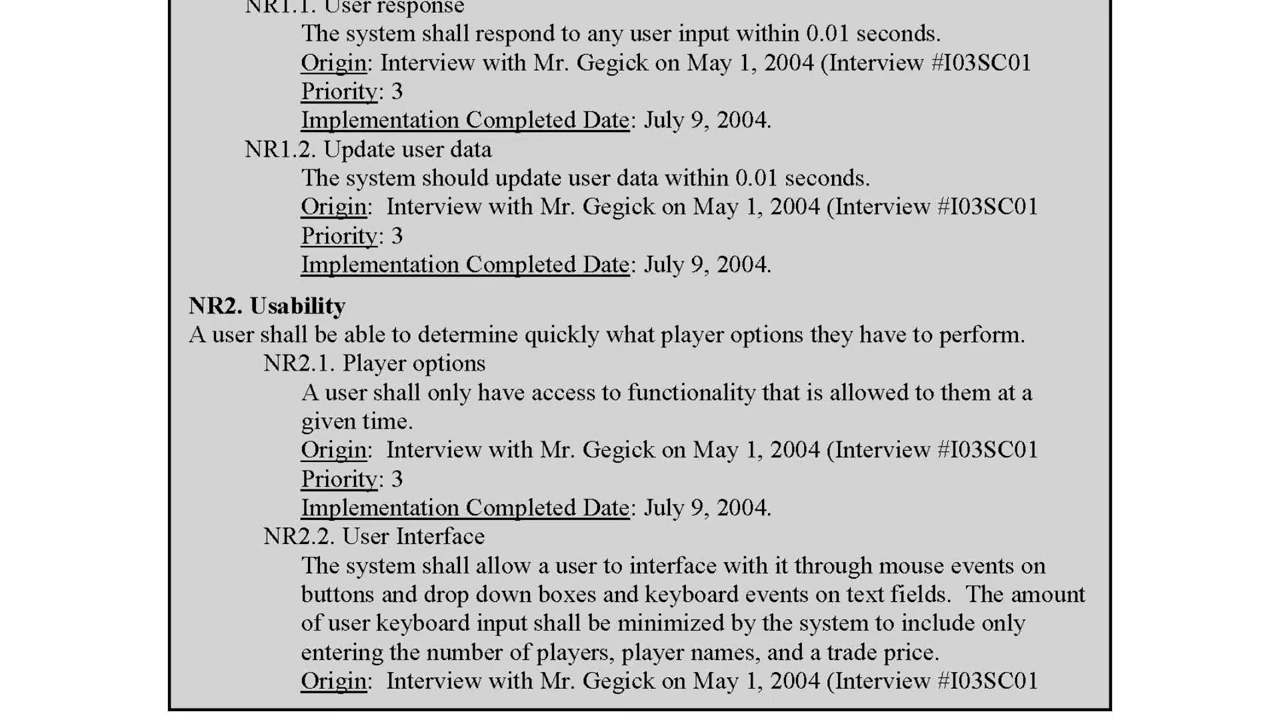 NR1.1. User response
The system shall respond to any user input within 0.01 seconds.
Origin: Interview with Mr. Gegick on May 1, 2004 (Interview #I03SC01
Priority: 3
Implementation Completed Date: July 9, 2004.
NR1.2. Update user data
The system should update user data within 0.01 seconds.
Origin:  Interview with Mr. Gegick on May 1, 2004 (Interview #I03SC01
Priority: 3
Implementation Completed Date: July 9, 2004.
NR2. Usability
A user shall be able to determine quickly what player options they have to perform.
NR2.1. Player options
A user shall only have access to functionality that is allowed to them at a
given time.
Origin:  Interview with Mr. Gegick on May 1, 2004 (Interview #I03SC01
Priority: 3
Implementation Completed Date: July 9, 2004.
NR2.2. User Interface
The system shall allow a user to interface with it through mouse events on
buttons and drop down boxes and keyboard events on text fields.  The amount
of user keyboard input shall be minimized by the system to include only
entering the number of players, player names, and a trade price.
Origin:  Interview with Mr. Gegick on May 1, 2004 (Interview #I03SC01